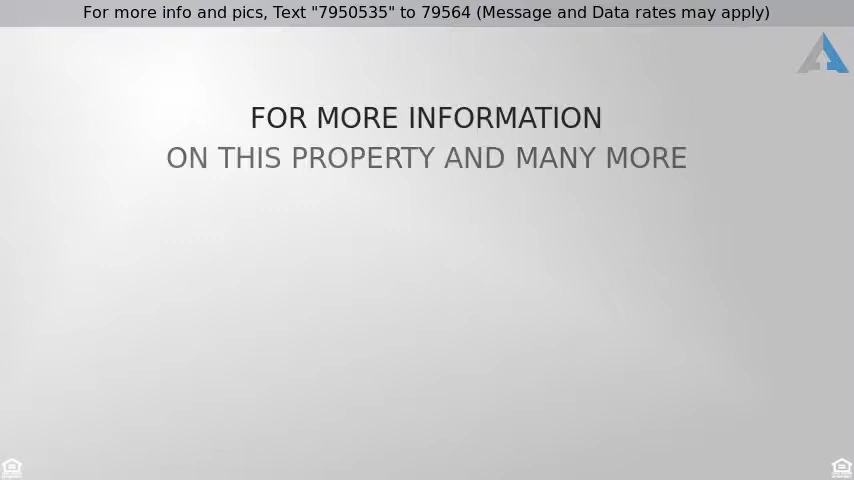 For more info and pics, Text "7950535" to 79564 (Message and Data rates may apply)
FOR MORE INFORMATION
ON THIS PROPERTY AND MANY MORE